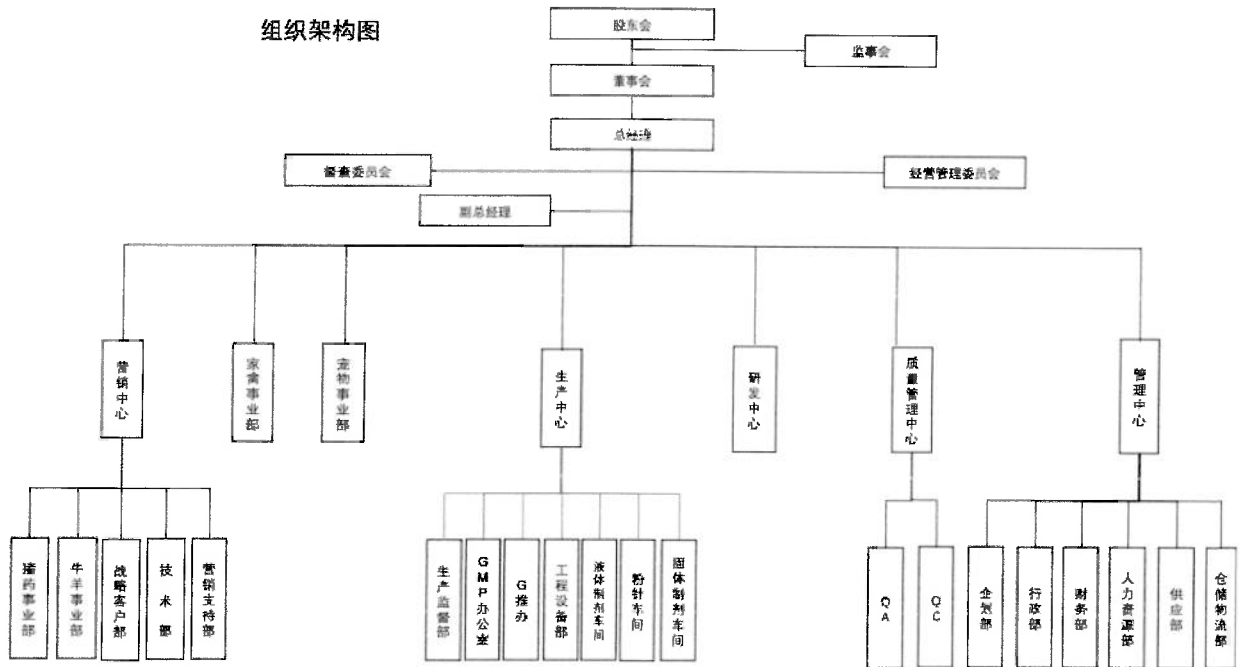 组织架构图
股东会
监事会
董事会
总经理
督查委员会
经营管理委员会
副总经理
营销中心
家禽事业部
宠物事业部
生产中心
研发中心
质量管理中心
管理中心
猪药事业部
牛羊事业部
战略客户部
技术部
营销支持部
生产监督部
GMP办公室
G推办
工程设备部
液体制剂车间
粉针车间
固体制剂车间
QA
QC
企划部
行政部
财务部
人力资源部
供应部
仓储物流部